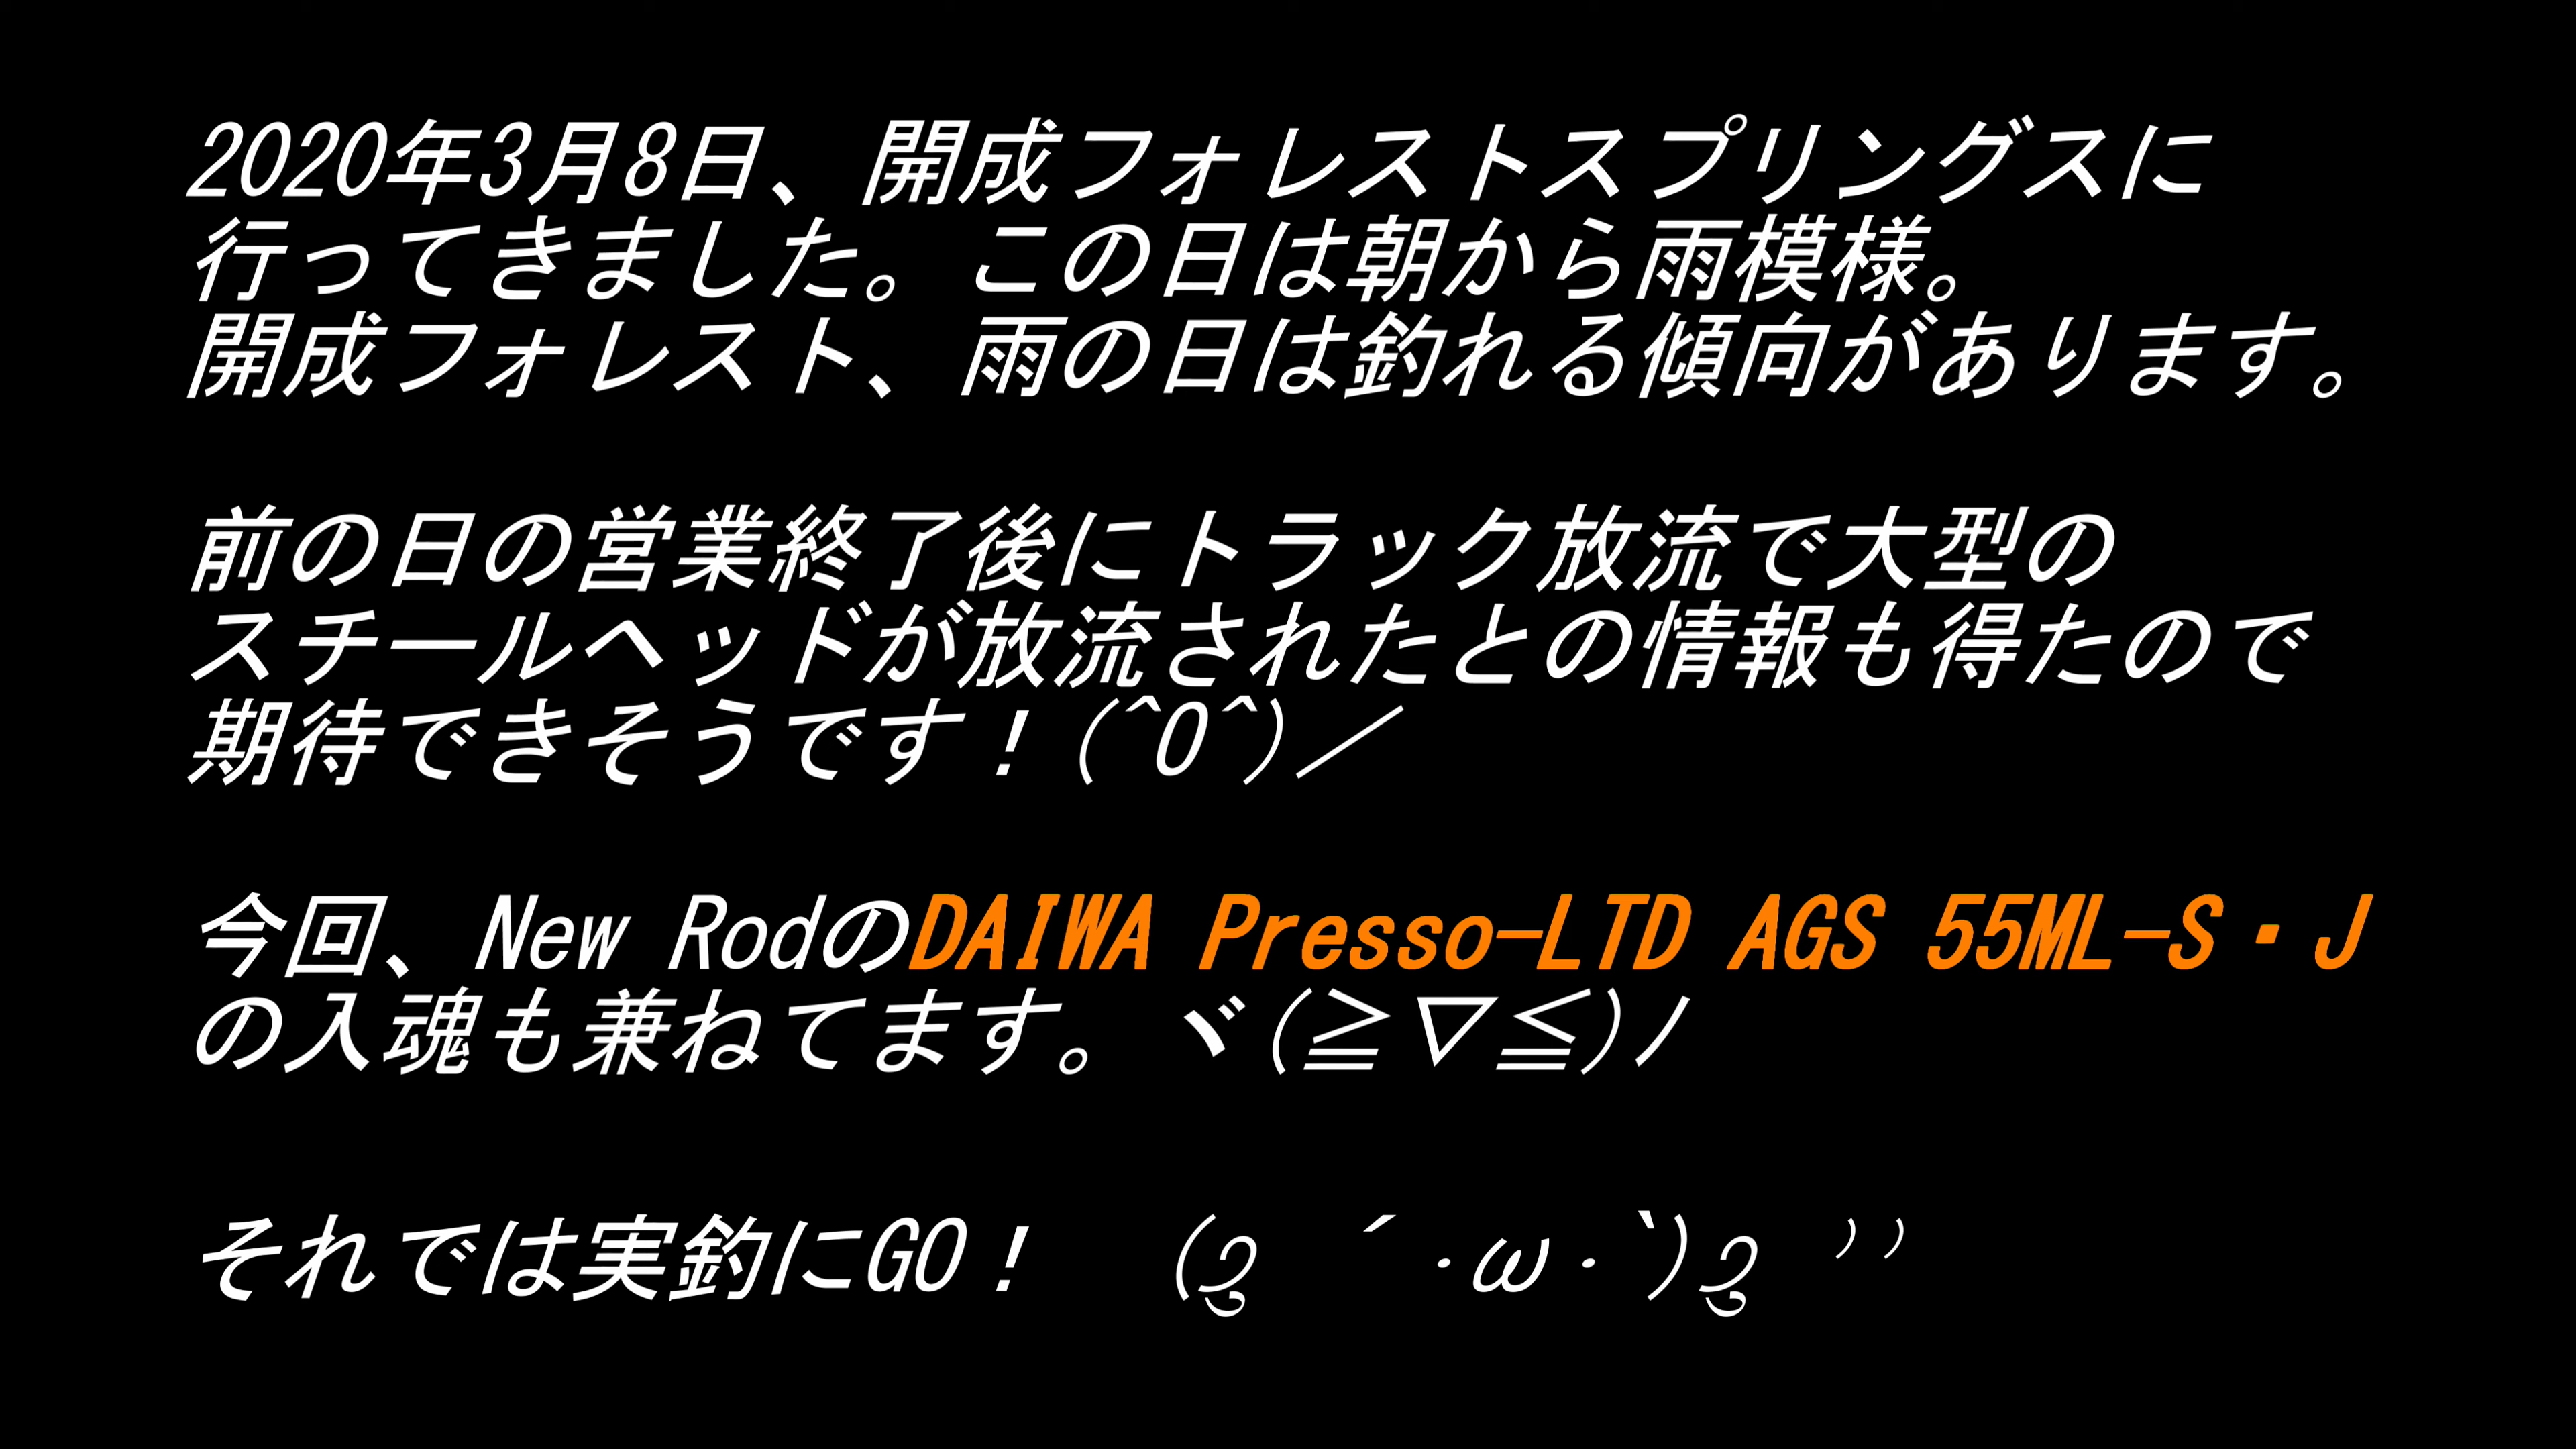 2020年3月8日、開成フォレストスプリングスに
行ってきました。この日は朝から雨模様。
開成フォレスト、雨の日は釣れる傾向があります。
前の日の営業終了後にトラック放流で大型の
スチールヘッドが放流されたとの情報も得たので
期待できそうです！(^O^)／
今回、New RodのDAIWA Presso-LTD AGS 55ML-S・J
の入魂も兼ねてます。ヾ(≧▽≦)ﾉ
それでは実釣にGO！　(੭ ´・ω・`)੭ ⁾⁾